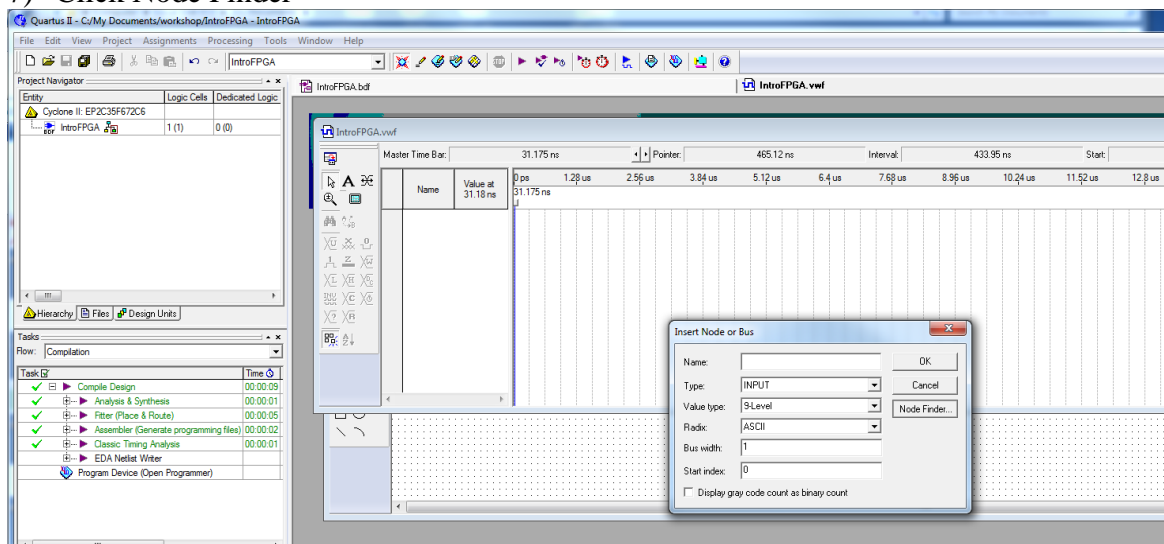 7) Click Node Finder
Quartus II - C:/My Documents/workshop/IntroFPGA - IntroFPGA
File Edit View Project Assignments Processing Tools Window Help
IntroFPGA
Project Navigator
Entity Logic Cells Dedicated Logic
Cyclone II: EP2C35F672C6
IntroFPGA 1 (1) 0 (0)
Hierarchy Files Design Units
Tasks
Flow: Compilation
Task Time
Compile Design 00:00:09
Analysis & Synthesis 00:00:01
Fitter (Place & Route) 00:00:05
Assembler (Generate programming files) 00:00:02
Classic Timing Analysis 00:00:01
EDA Netlist Writer
Program Device (Open Programmer)
IntroFPGA.bdf IntroFPGA.vwf
IntroFPGA.vwf
Master Time Bar: 31.175 ns Pointer: 465.12 ns Interval: 433.95 ns Start:
Name Value at 31.18 ns
0 ps 1.28 us 2.56 us 3.84 us 5.12 us 6.4 us 7.68 us 8.96 us 10.24 us 11.52 us 12.8 us
31.175 ns
Insert Node or Bus
Name: OK
Type: INPUT Cancel
Value type: 9-Level Node Finder...
Radix: ASCII
Bus width: 1
Start index: 0
Display gray code count as binary count